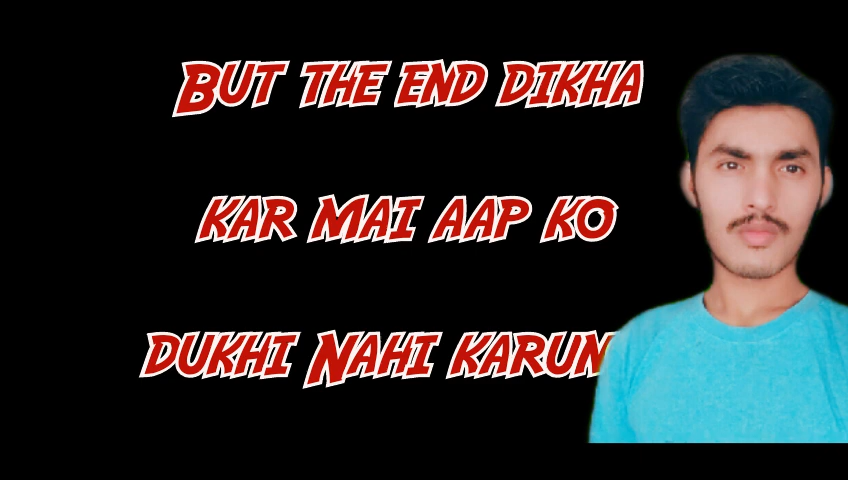 But the end dikha
kar Mai aap ko
dukhi Nahi karun